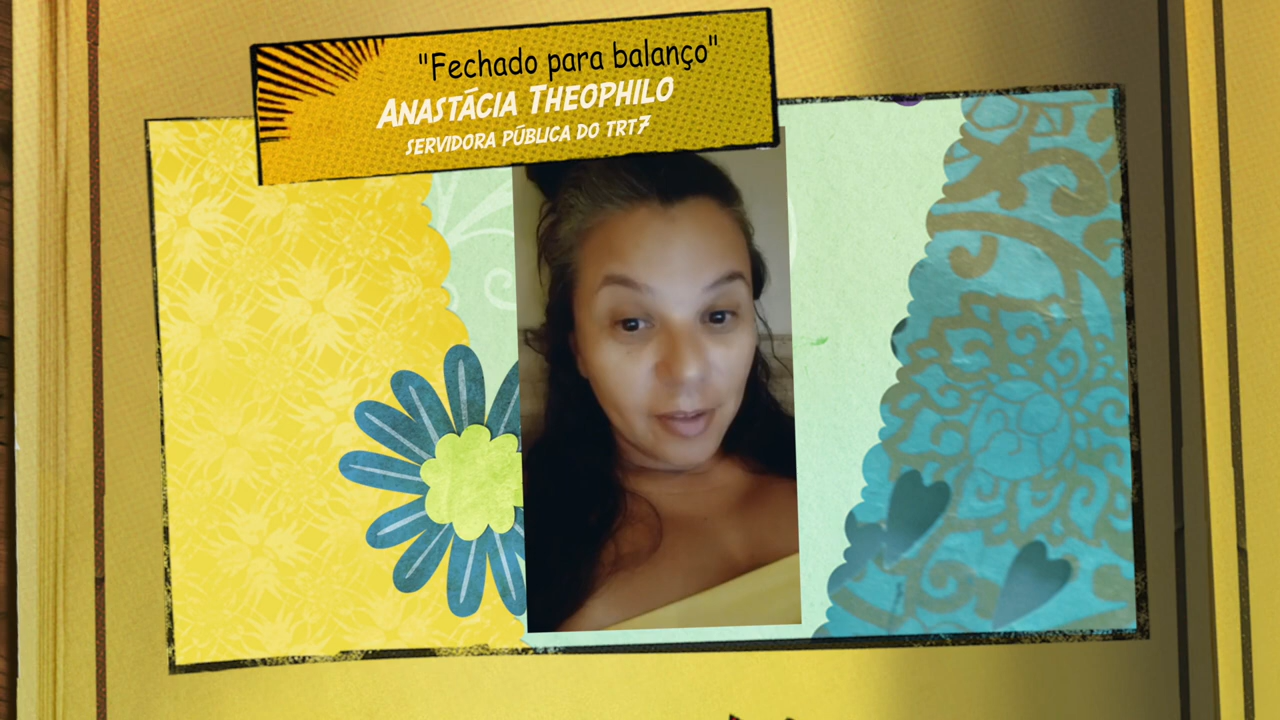 "Fechado para balanço"
Anastácia Theophilo
servidora pública do TRT7